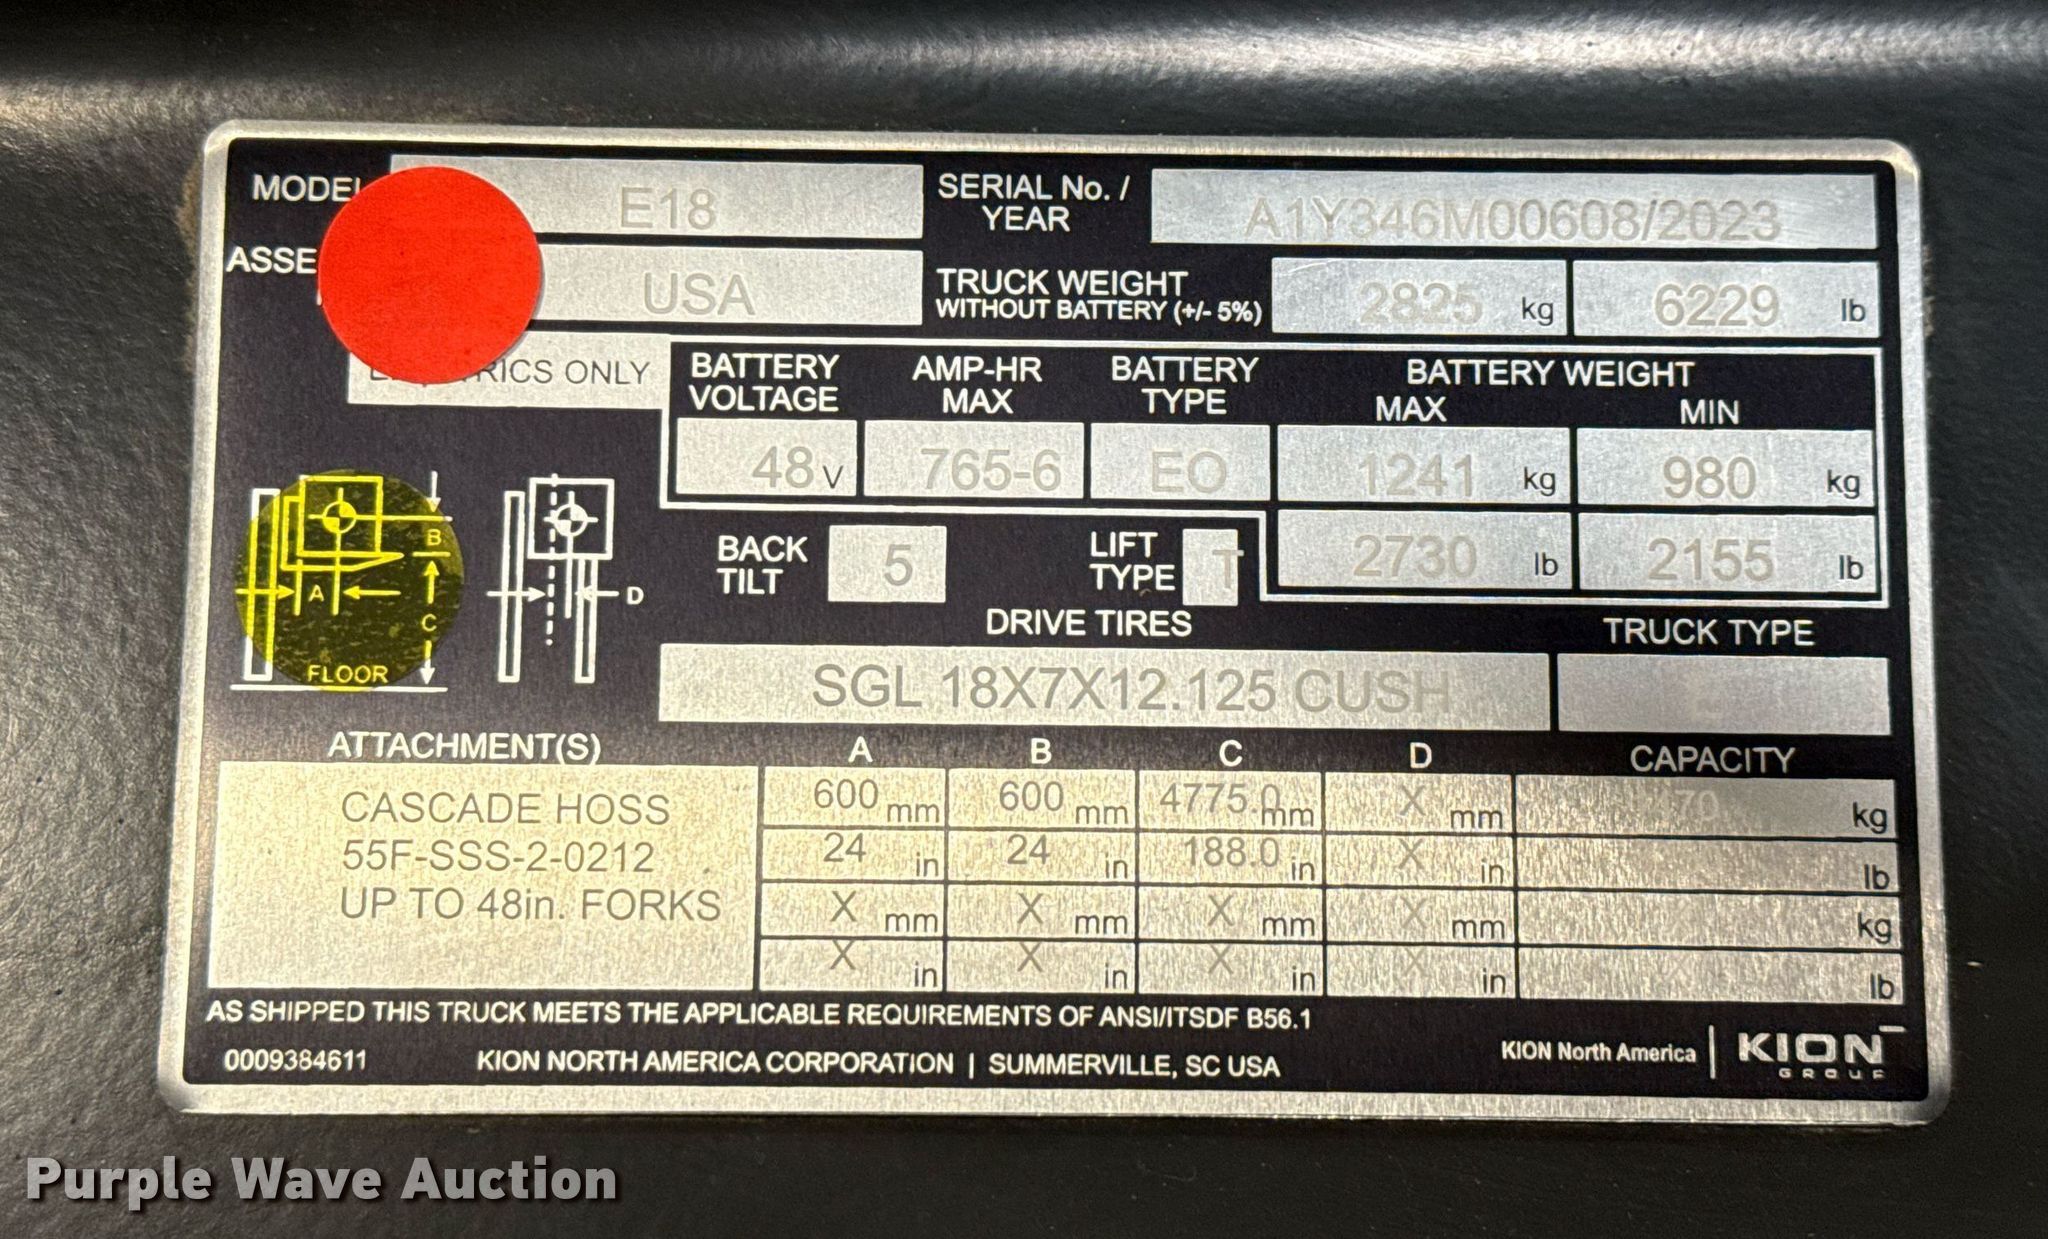 MODEL E18 SERIAL No. / YEAR A1Y346M00608/2023
USA TRUCK WEIGHT WITHOUT BATTERY (+/- 5%) 2825 kg 6229 lb
ONLY
BATTERY VOLTAGE AMP-HR MAX BATTERY TYPE BATTERY WEIGHT
MAX MIN
48 V 765-6 EO 1241 kg 980 kg
2730 lb 2155 lb
BACK TILT 5 LIFT TYPE T
B
A
D
C
FLOOR
DRIVE TIRES TRUCK TYPE
SGL 18X7X12.125 CUSH
ATTACHMENT(S) A B C D CAPACITY
CASCADE HOSS
55F-SSS-2-0212
UP TO 48in. FORKS
600 mm 600 mm 4775.0 mm X mm kg
24 in 24 in 188.0 in X in lb
X mm X mm X mm X mm kg
X in X in X in X in lb
AS SHIPPED THIS TRUCK MEETS THE APPLICABLE REQUIREMENTS OF ANSI/ITSDF B56.1
0009384611 KION NORTH AMERICA CORPORATION | SUMMERVILLE, SC USA
KION North America | KION GROUP
Purple Wave Auction